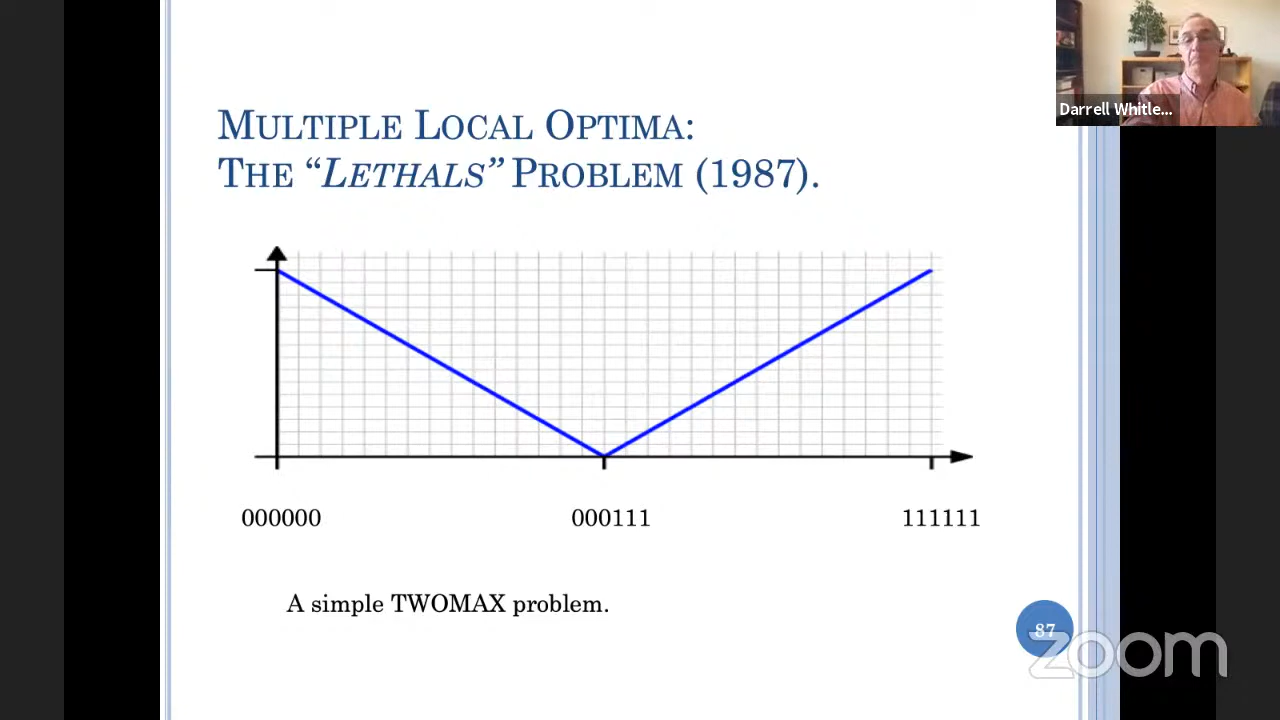 Darrell Whitle...
MULTIPLE LOCAL OPTIMA:
THE “LETHALS” PROBLEM (1987).
000000 000111 111111
A simple TWOMAX problem.
87
zoom